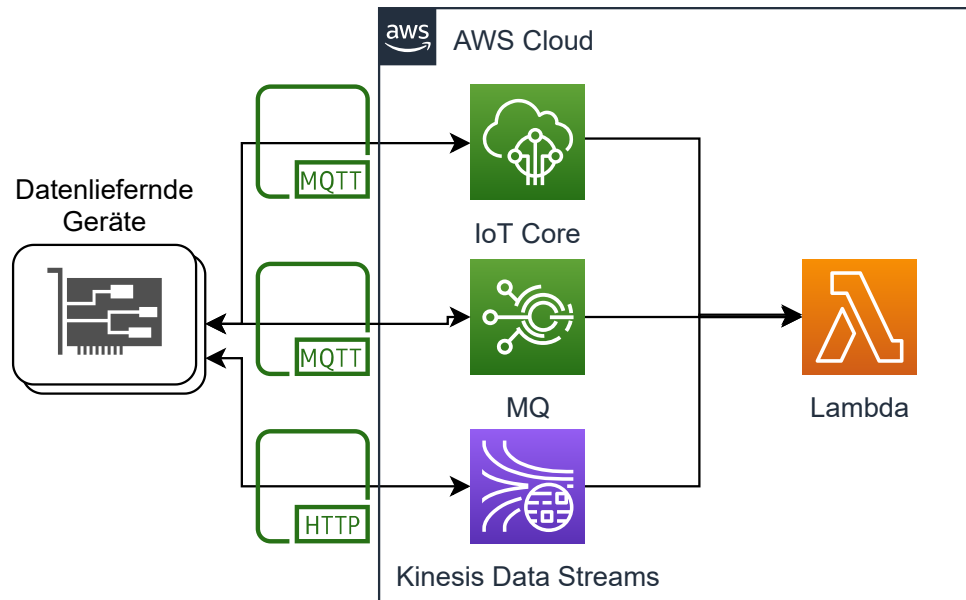 aws
AWS Cloud
MQTT
IoT Core
Datenliefernde
Geräte
MQTT
MQ
Lambda
HTTP
Kinesis Data Streams